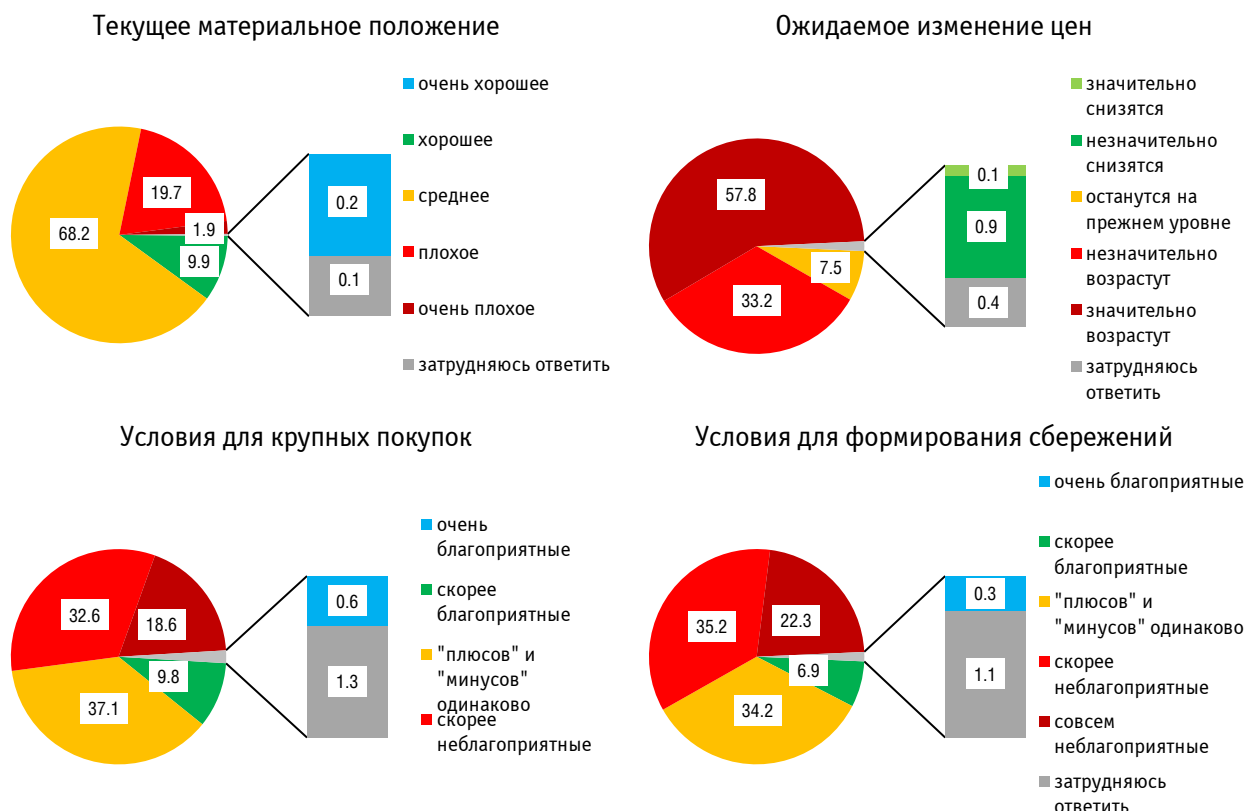 Текущее материальное положение
очень хорошее
хорошее
среднее
плохое
очень плохое
затрудняюсь ответить
68.2
19.7
1.9
9.9
0.2
0.1
Ожидаемое изменение цен
значительно
снизятся
незначительно
снизятся
останутся на
прежнем уровне
незначительно
возрастут
значительно
возрастут
затрудняюсь
ответить
57.8
33.2
7.5
0.1
0.9
0.4
Условия для крупных покупок
очень
благоприятные
скорее
благоприятные
"плюсов" и
"минусов"
одинаково
скорее
неблагоприятные
32.6
18.6
9.8
37.1
0.6
1.3
Условия для формирования сбережений
очень благоприятные
скорее
благоприятные
"плюсов" и
"минусов" одинаково
скорее
неблагоприятные
совсем
неблагоприятные
затрудняюсь
ответить
35.2
22.3
6.9
34.2
0.3
1.1